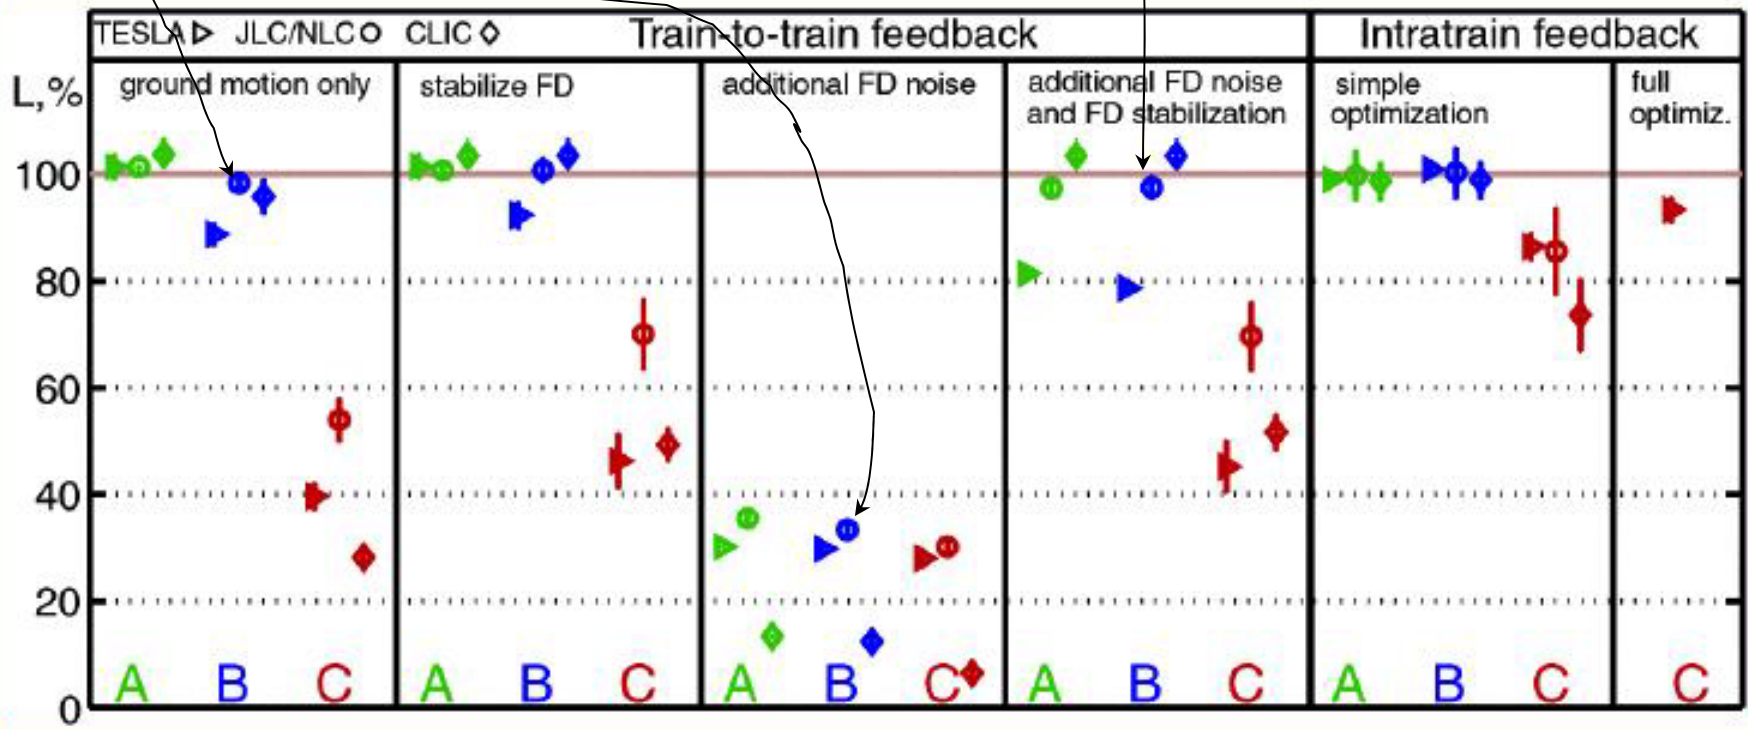 TESLA JLC/NLC CLIC Train-to-train feedback Intratrain feedback
L,% ground motion only stabilize FD additional FD noise additional FD noise simple full
and FD stabilization optimization optimiz.
100
80
60
40
20
A B C A B C A B C A B C A B C C
0